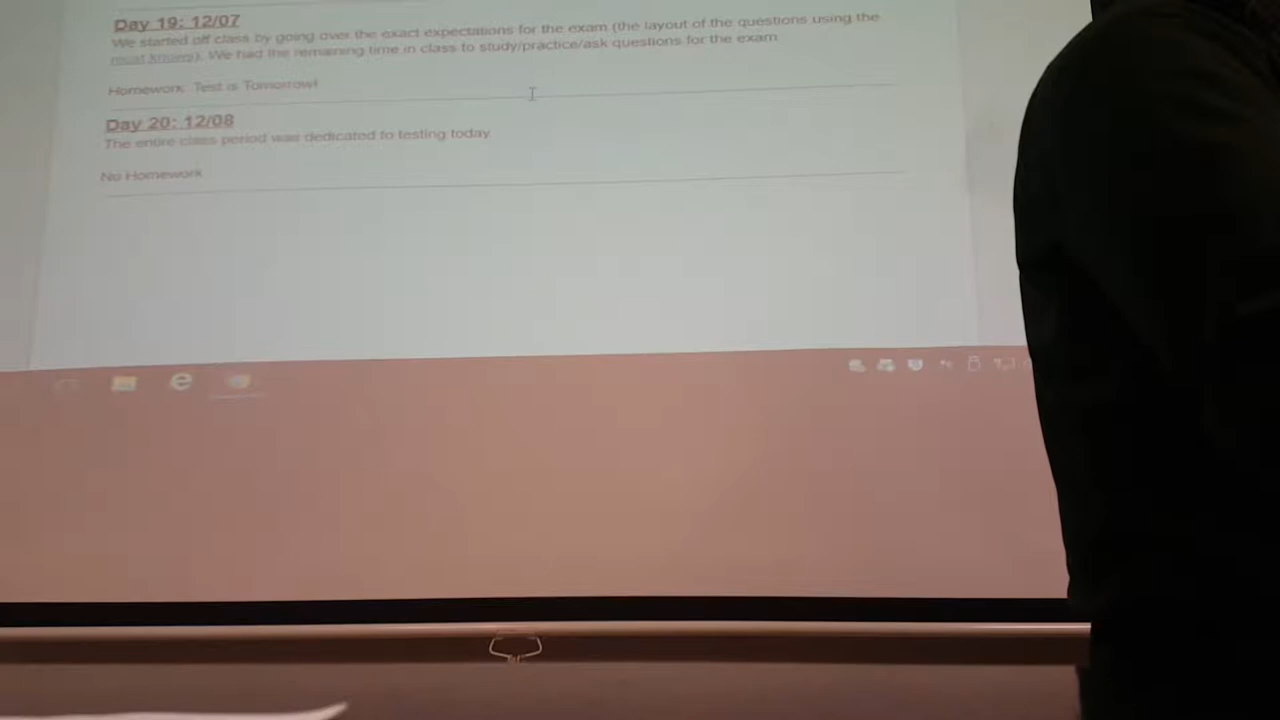 Day 19: 12/07
We started off class by going over the exact expectations for the exam (the layout of the questions using the
must knows). We had the remaining time in class to study/practice/ask questions for the exam.
Homework: Test is Tomorrow!
Day 20: 12/08
The entire class period was dedicated to testing today.
No Homework